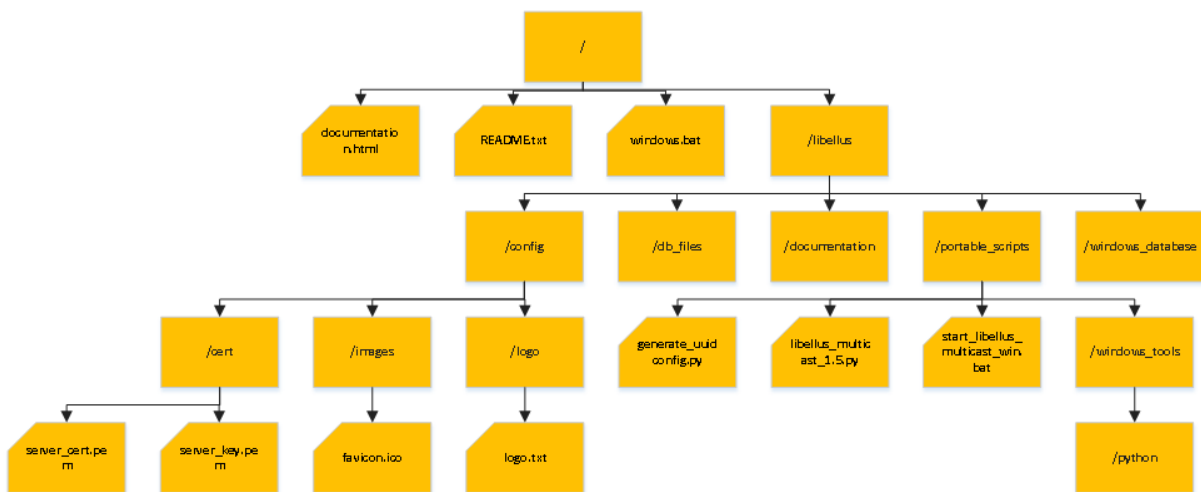 /
documentatio
n.html
README.txt
windows.bat
/libellus
/config
/db_files
/documentation
/portable_scripts
/windows_database
/cert
/images
/logo
generate_uuid
config.py
libellus_multic
ast_1.5.py
start_libellus_
multicast_win.
bat
/windows_tools
server_cert.pe
m
server_key.pe
m
favicon.ico
logo.txt
/python